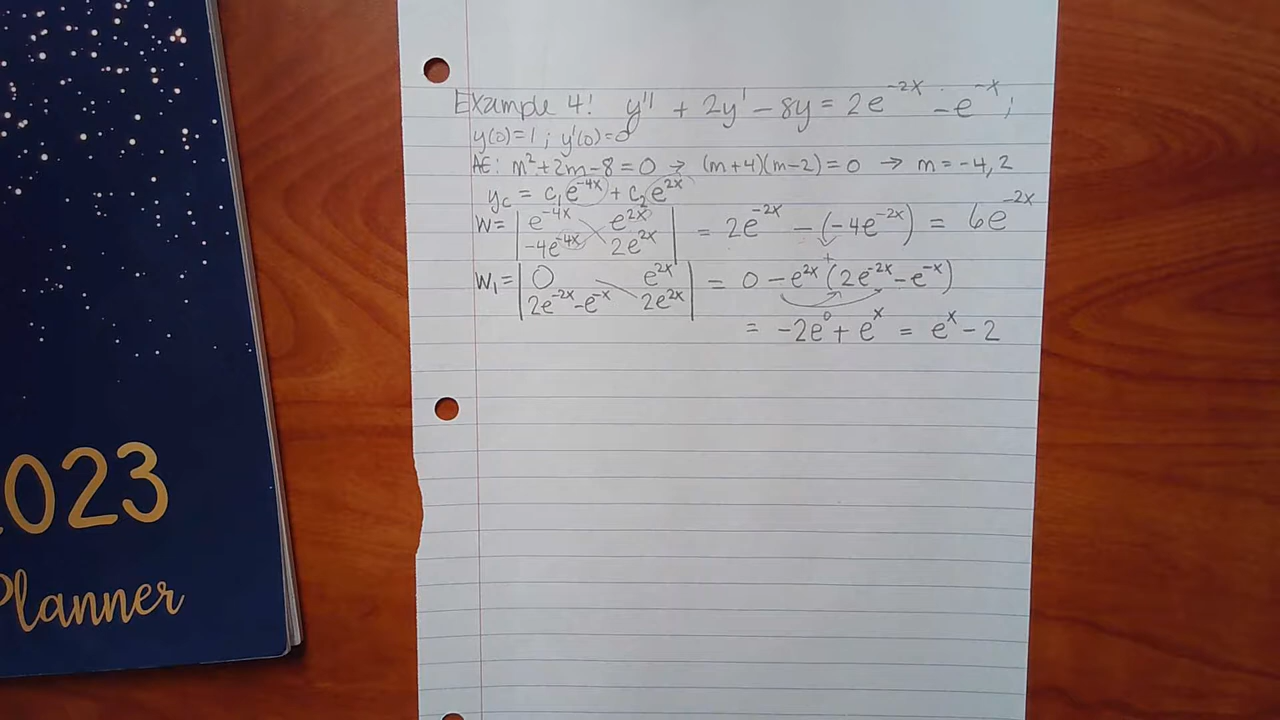 2023
Planner
Example 4! y'' + 2y' - 8y = 2e^{-2x} - e^{-x};
y(0)=1; y'(0)=0
AE: m² + 2m - 8 = 0 → (m+4)(m-2) = 0 → m = -4, 2
y_c = c₁e^{-4x} + c₂e^{2x}
W = | e^{-4x} e^{2x} | = 2e^{-2x} - (-4e^{-2x}) = 6e^{-2x}
| -4e^{-4x} 2e^{2x} | +
W₁ = | 0 e^{2x} | = 0 - e^{2x}(2e^{-2x} - e^{-x})
| 2e^{-2x} - e^{-x} 2e^{2x} |
= -2e^0 + e^x = e^x - 2